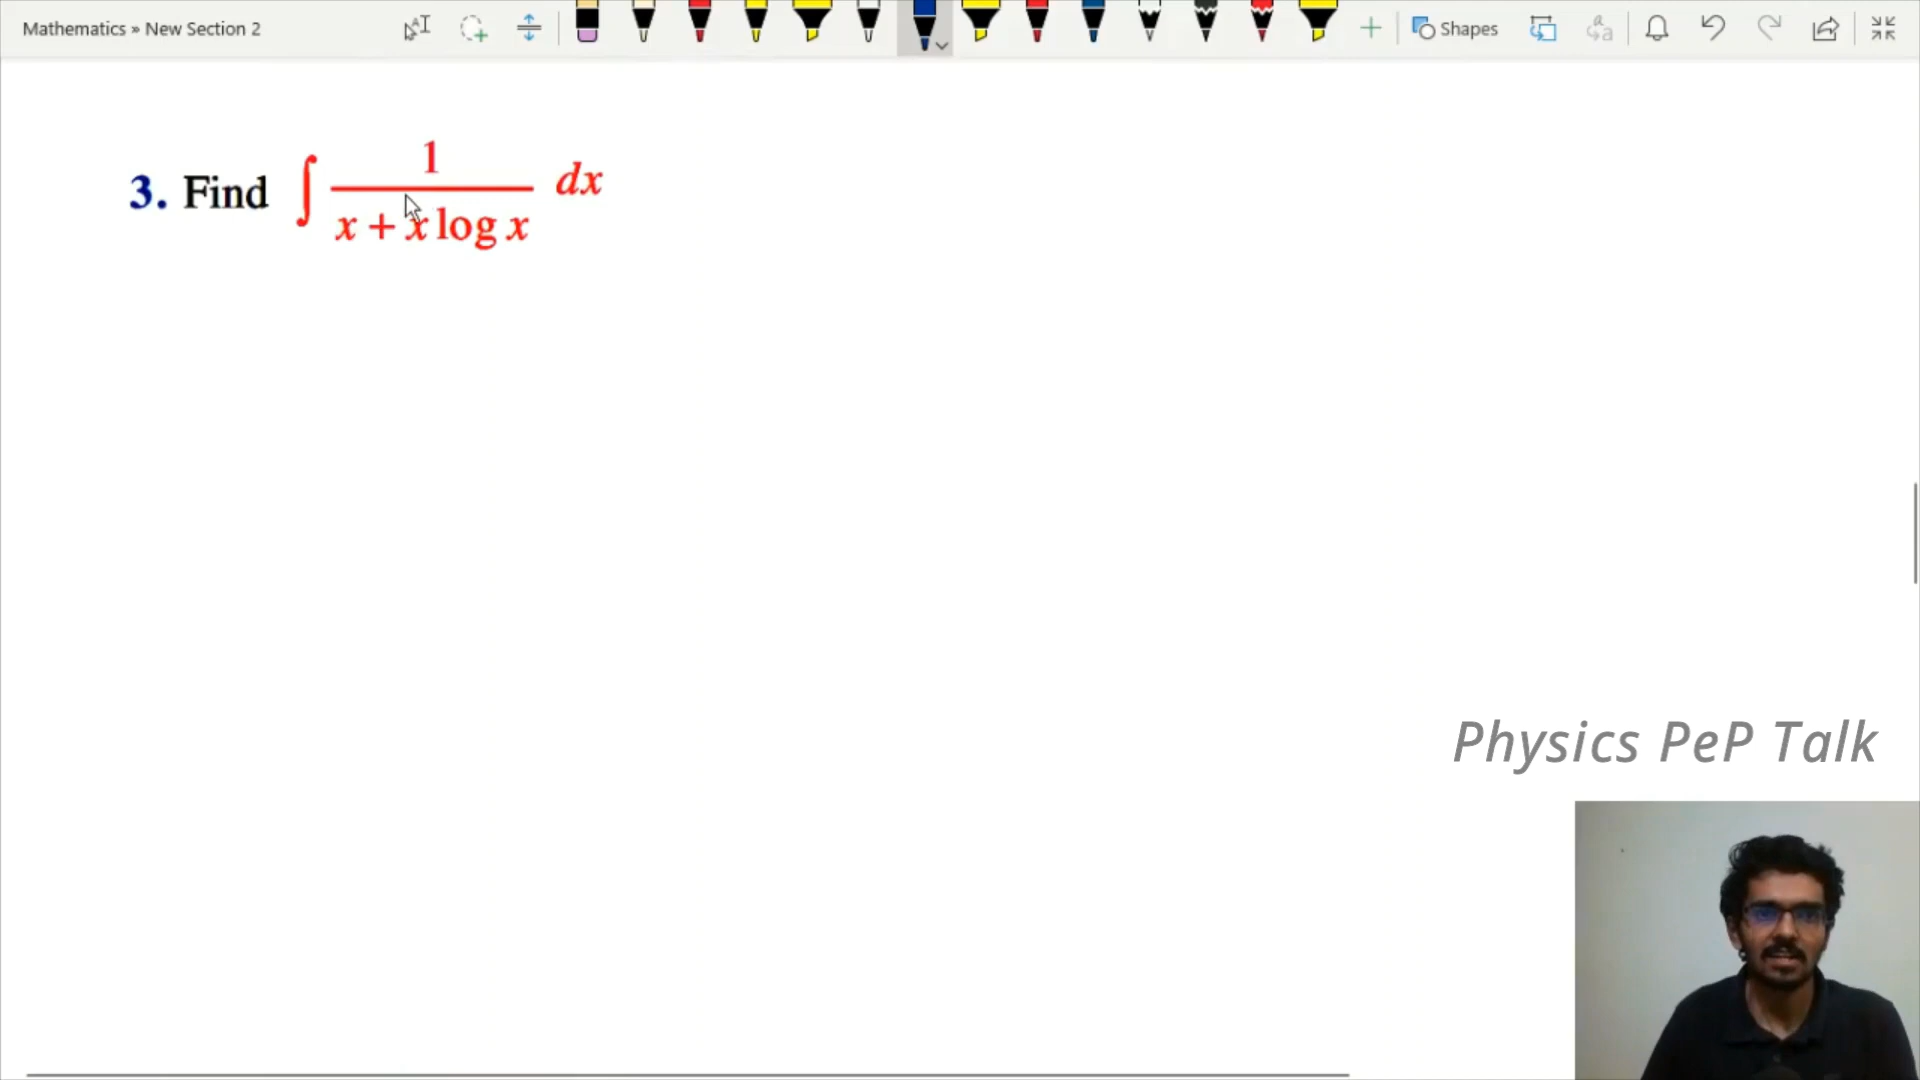 Mathematics » New Section 2
Shapes
3. Find ∫ 1 / (x + x log x) dx
Physics PeP Talk